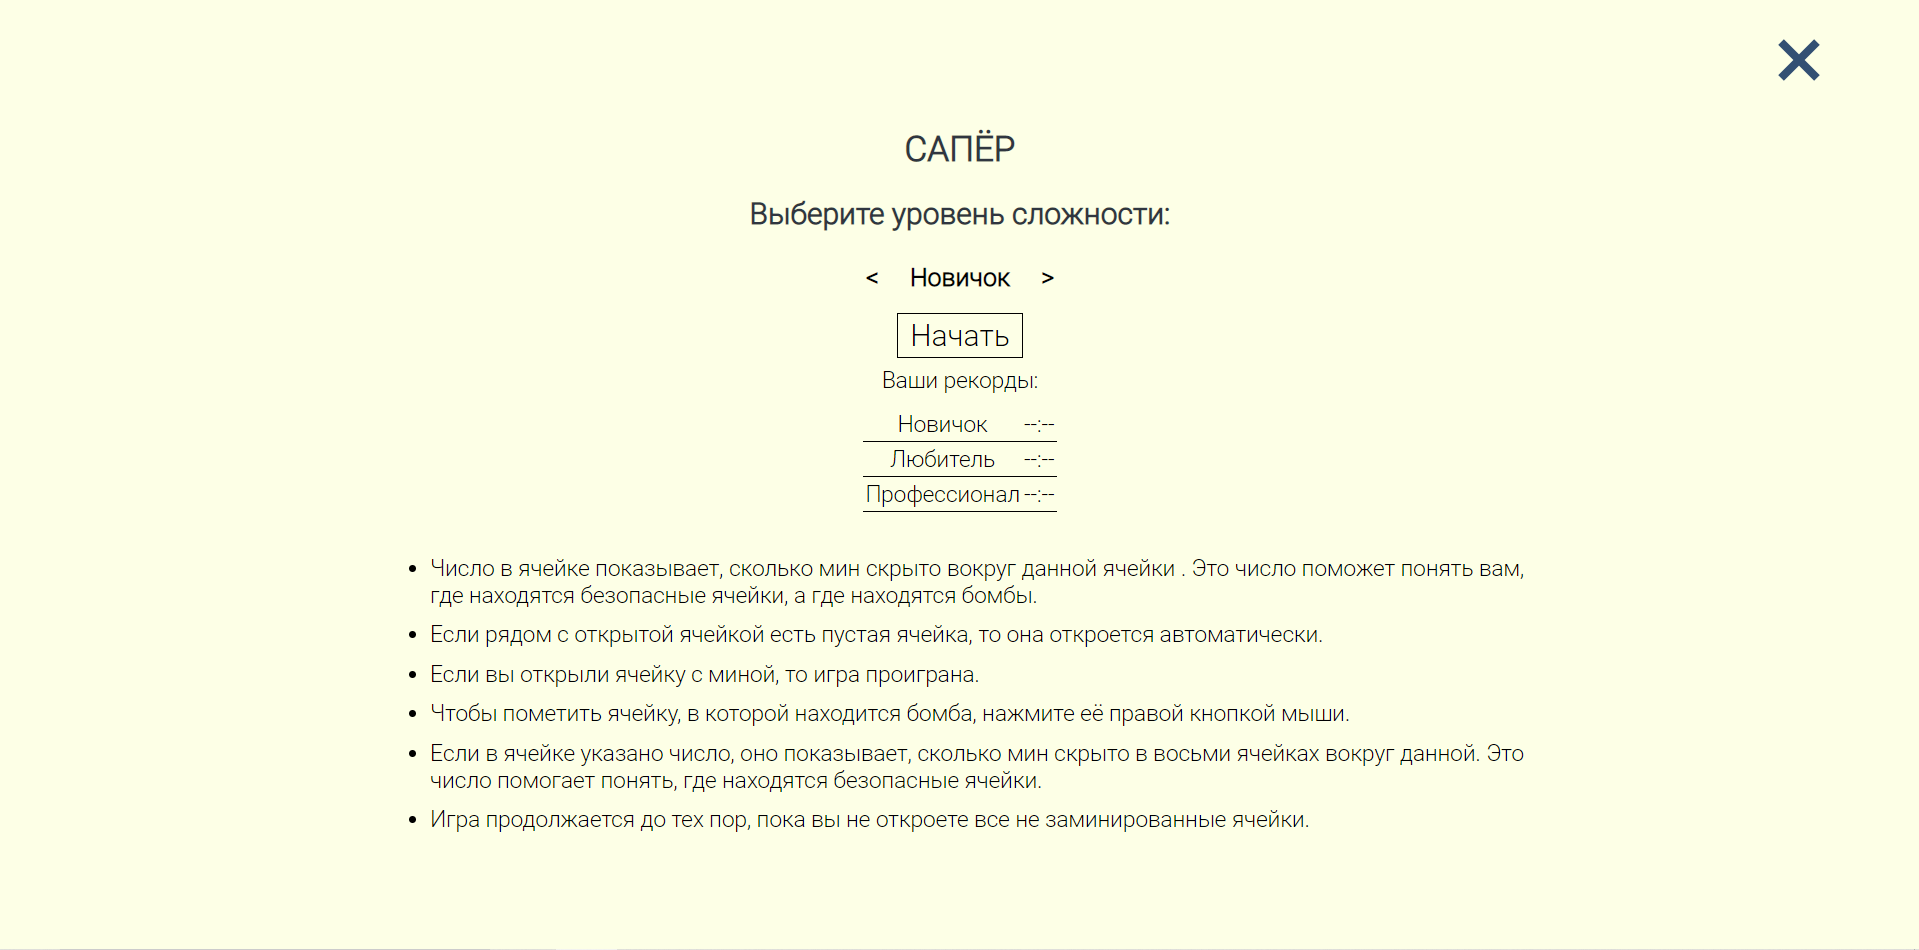 САПЁР
Выберите уровень сложности:
< Новичок >
Начать
Ваши рекорды:
Новичок --:--
Любитель --:--
Профессионал --:--
• Число в ячейке показывает, сколько мин скрыто вокруг данной ячейки . Это число поможет понять вам,
где находятся безопасные ячейки, а где находятся бомбы.
• Если рядом с открытой ячейкой есть пустая ячейка, то она откроется автоматически.
• Если вы открыли ячейку с миной, то игра проиграна.
• Чтобы пометить ячейку, в которой находится бомба, нажмите её правой кнопкой мыши.
• Если в ячейке указано число, оно показывает, сколько мин скрыто в восьми ячейках вокруг данной. Это
число помогает понять, где находятся безопасные ячейки.
• Игра продолжается до тех пор, пока вы не откроете все не заминированные ячейки.